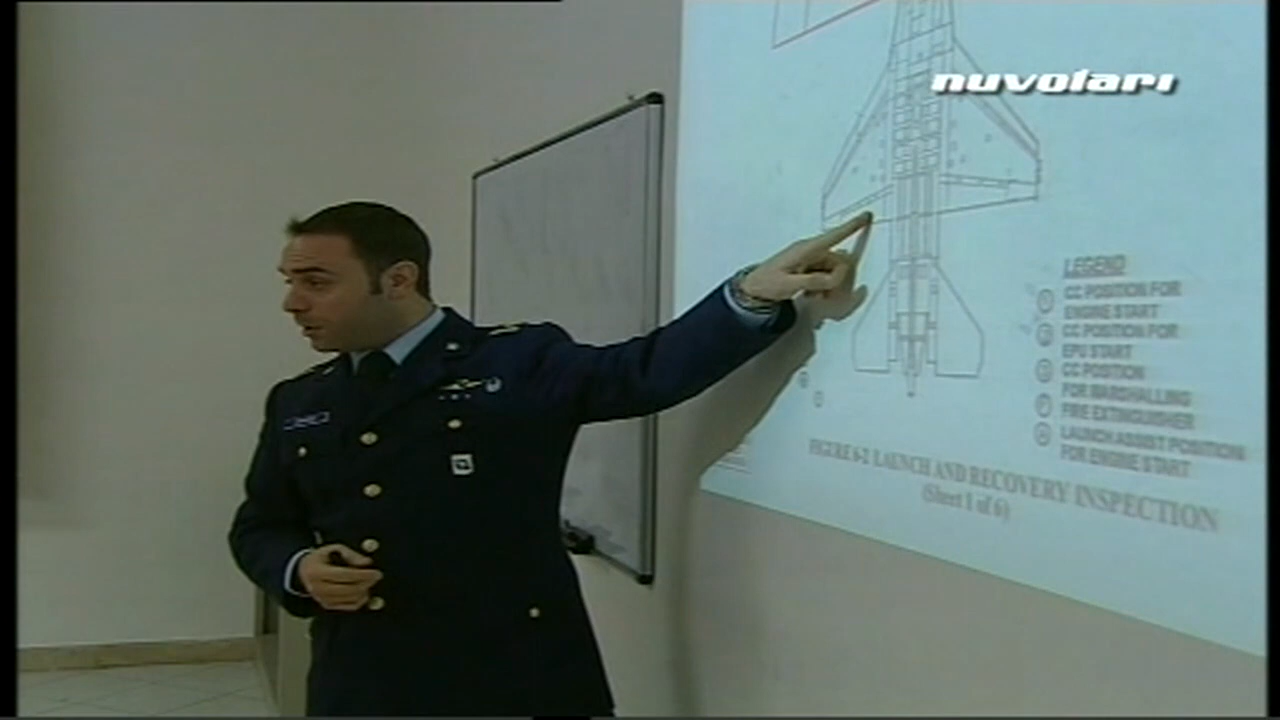 nuvolari
LEGEND
CC POSITION FOR
ENGINE START
CC POSITION FOR
EPU START
CC POSITION
FOR MARSHALLING
FIRE EXTINGUISHER
LAUNCH ASSIST POSITION
FOR ENGINE START
FIGURE 6-2 LAUNCH AND RECOVERY INSPECTION
(Sheet 1 of 6)